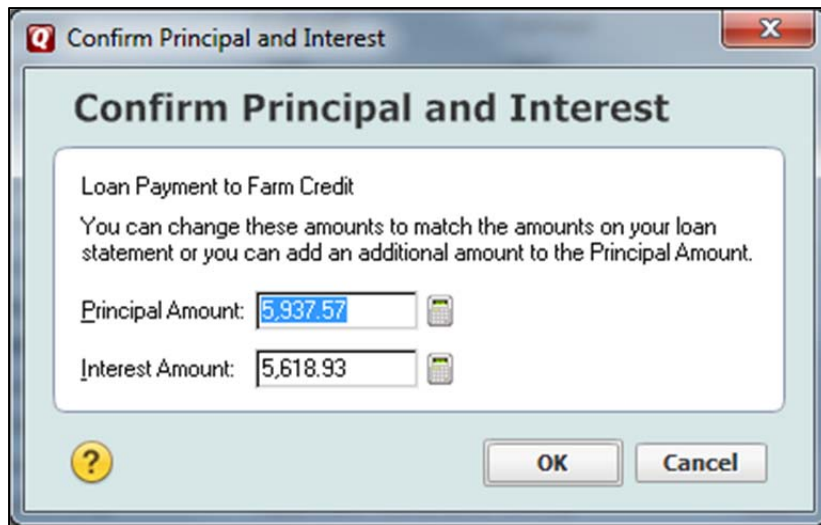 Q Confirm Principal and Interest
x
Confirm Principal and Interest
Loan Payment to Farm Credit
You can change these amounts to match the amounts on your loan
statement or you can add an additional amount to the Principal Amount.
Principal Amount: 5,937.57
Interest Amount: 5,618.93
?
OK Cancel